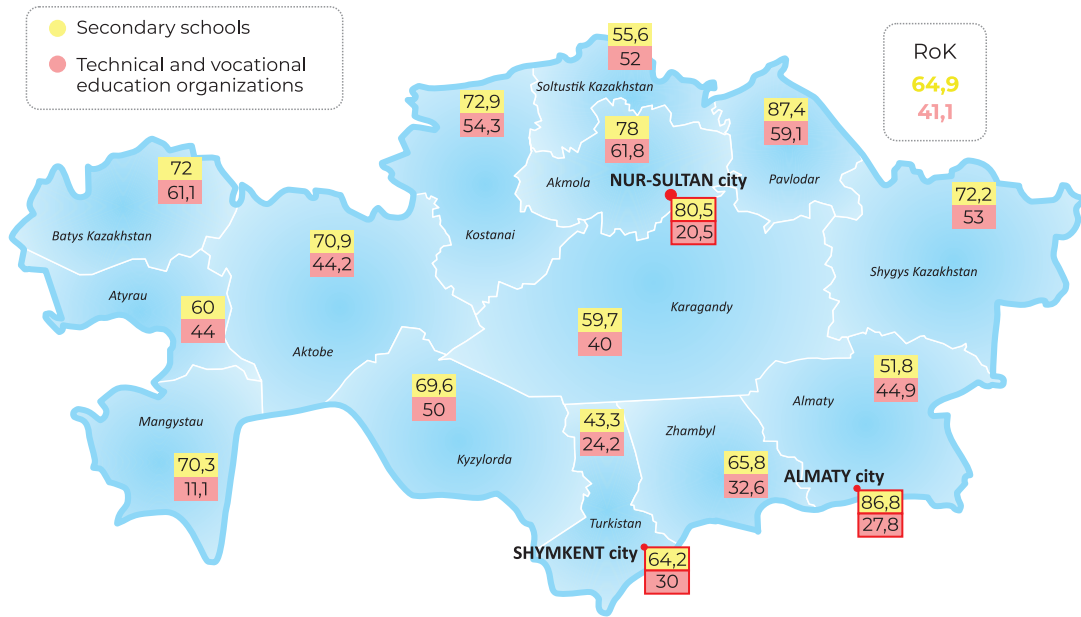 Secondary schools
Technical and vocational
education organizations
RoK
64,9
41,1
55,6
52
Soltustik Kazakhstan
72,9
54,3
Kostanai
78
61,8
Akmola
NUR-SULTAN city
80,5
20,5
87,4
59,1
Pavlodar
72
61,1
Batys Kazakhstan
72,2
53
Shygys Kazakhstan
70,9
44,2
Aktobe
Atyrau
60
44
Karagandy
59,7
40
51,8
44,9
Almaty
Mangystau
70,3
11,1
69,6
50
Kyzylorda
43,3
24,2
Turkistan
Zhambyl
65,8
32,6
ALMATY city
86,8
27,8
SHYMKENT city
64,2
30